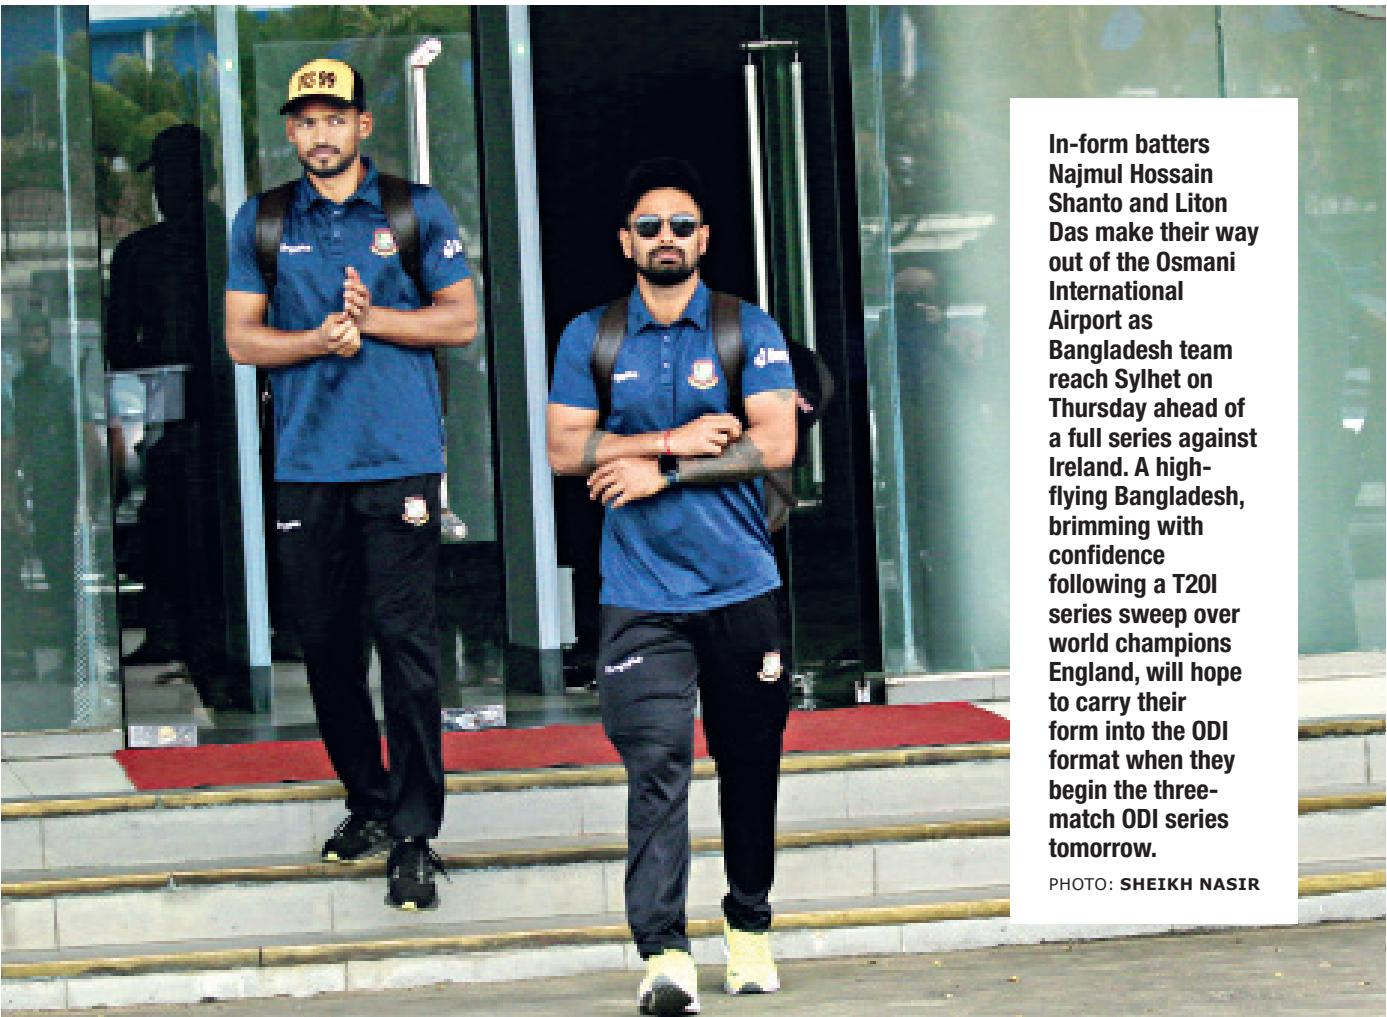 In-form batters
Najmul Hossain
Shanto and Liton
Das make their way
out of the Osmani
International
Airport as
Bangladesh team
reach Sylhet on
Thursday ahead of
a full series against
Ireland. A high-
flying Bangladesh,
brimming with
confidence
following a T20I
series sweep over
world champions
England, will hope
to carry their
form into the ODI
format when they
begin the three-
match ODI series
tomorrow.
PHOTO: SHEIKH NASIR
99